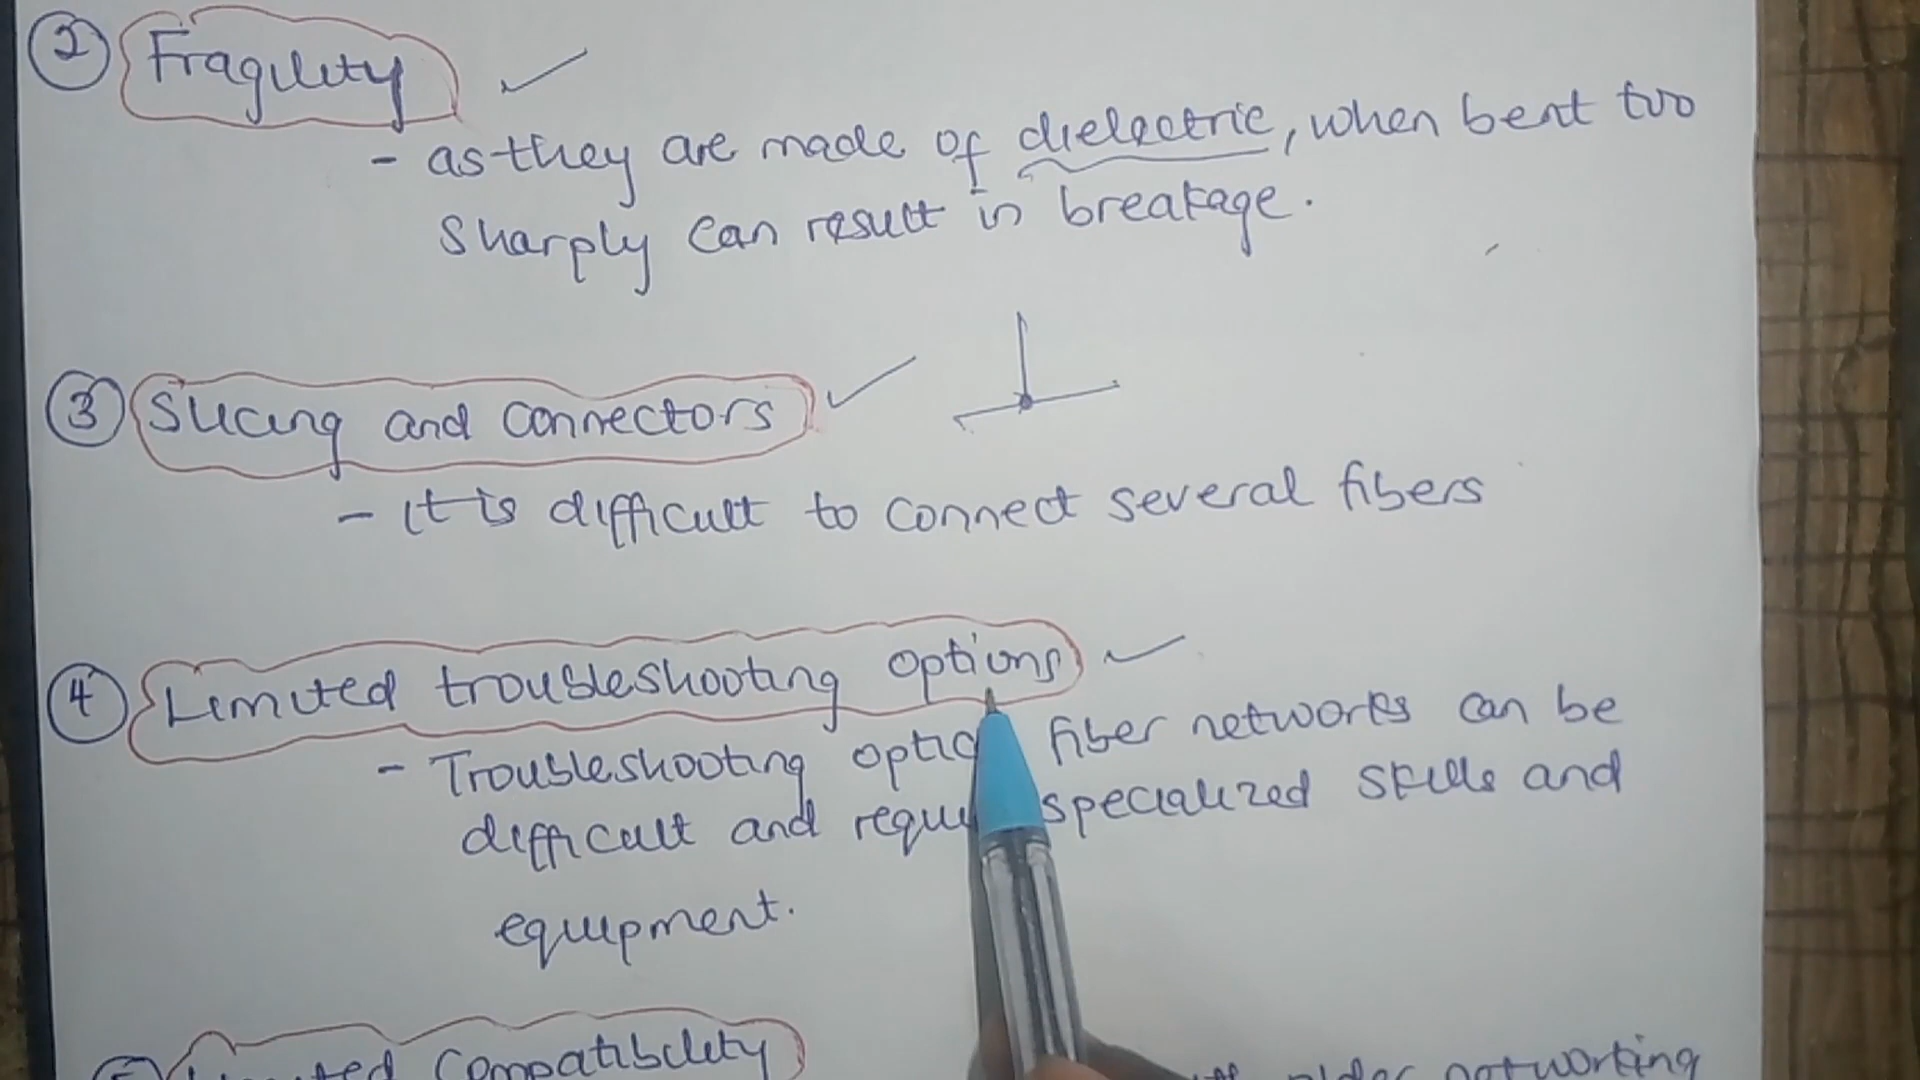 2 Fragility
- as they are made of dielectric, when bent too
sharply can result in breakage.
3 Slicing and connectors
- It is difficult to connect several fibers
4 Limited troubleshooting options
- Troubleshooting optic fiber networks can be
difficult and requ specialized skills and
equipment.
Compatibility
networking